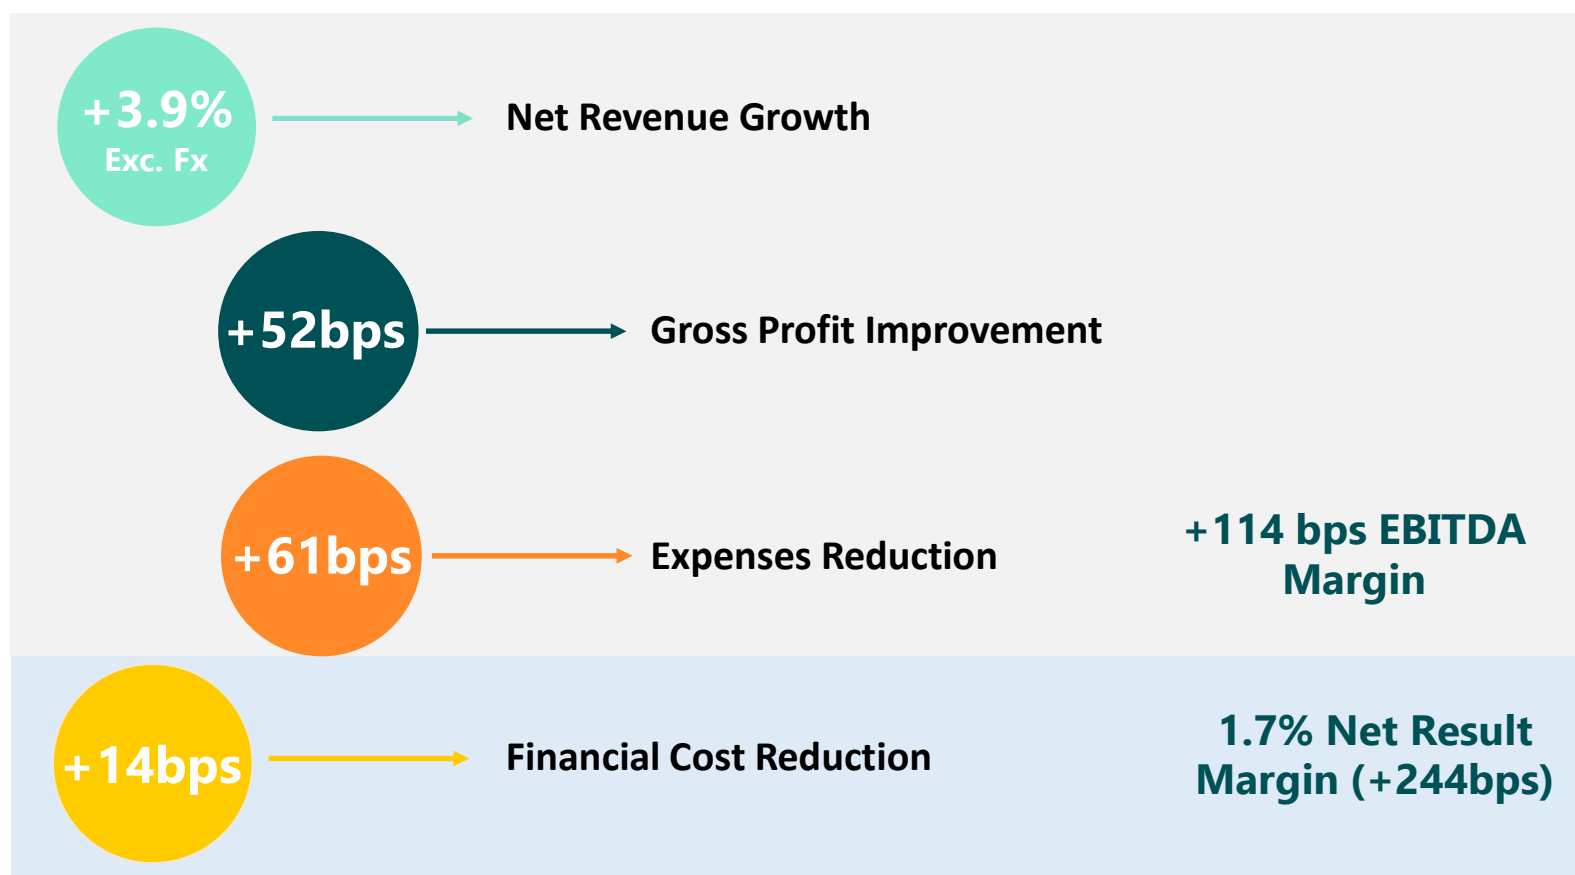 +3.9%
Exc. Fx
Net Revenue Growth
+52bps
Gross Profit Improvement
+61bps
Expenses Reduction
+114 bps EBITDA
Margin
+14bps
Financial Cost Reduction
1.7% Net Result
Margin (+244bps)